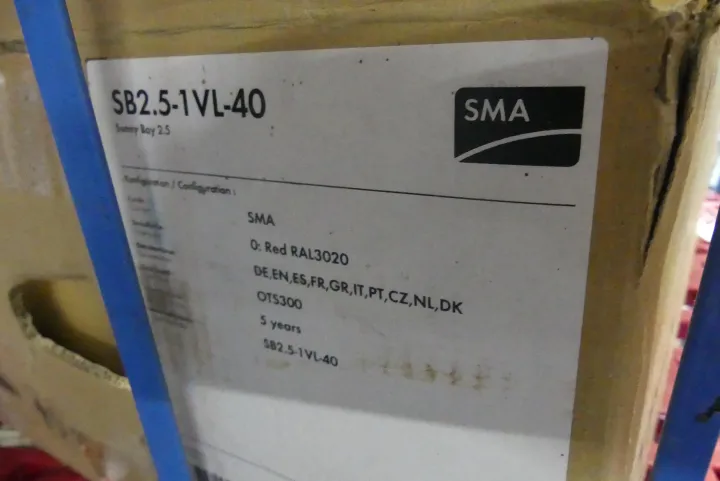 SB2.5-1VL-40
SMA
Sunny Boy 2.5
Konfiguration / Configuration :
SMA
0: Red RAL3020
DE,EN,ES,FR,GR,IT,PT,CZ,NL,DK
OTS300
5 years
SB2.5-1VL-40